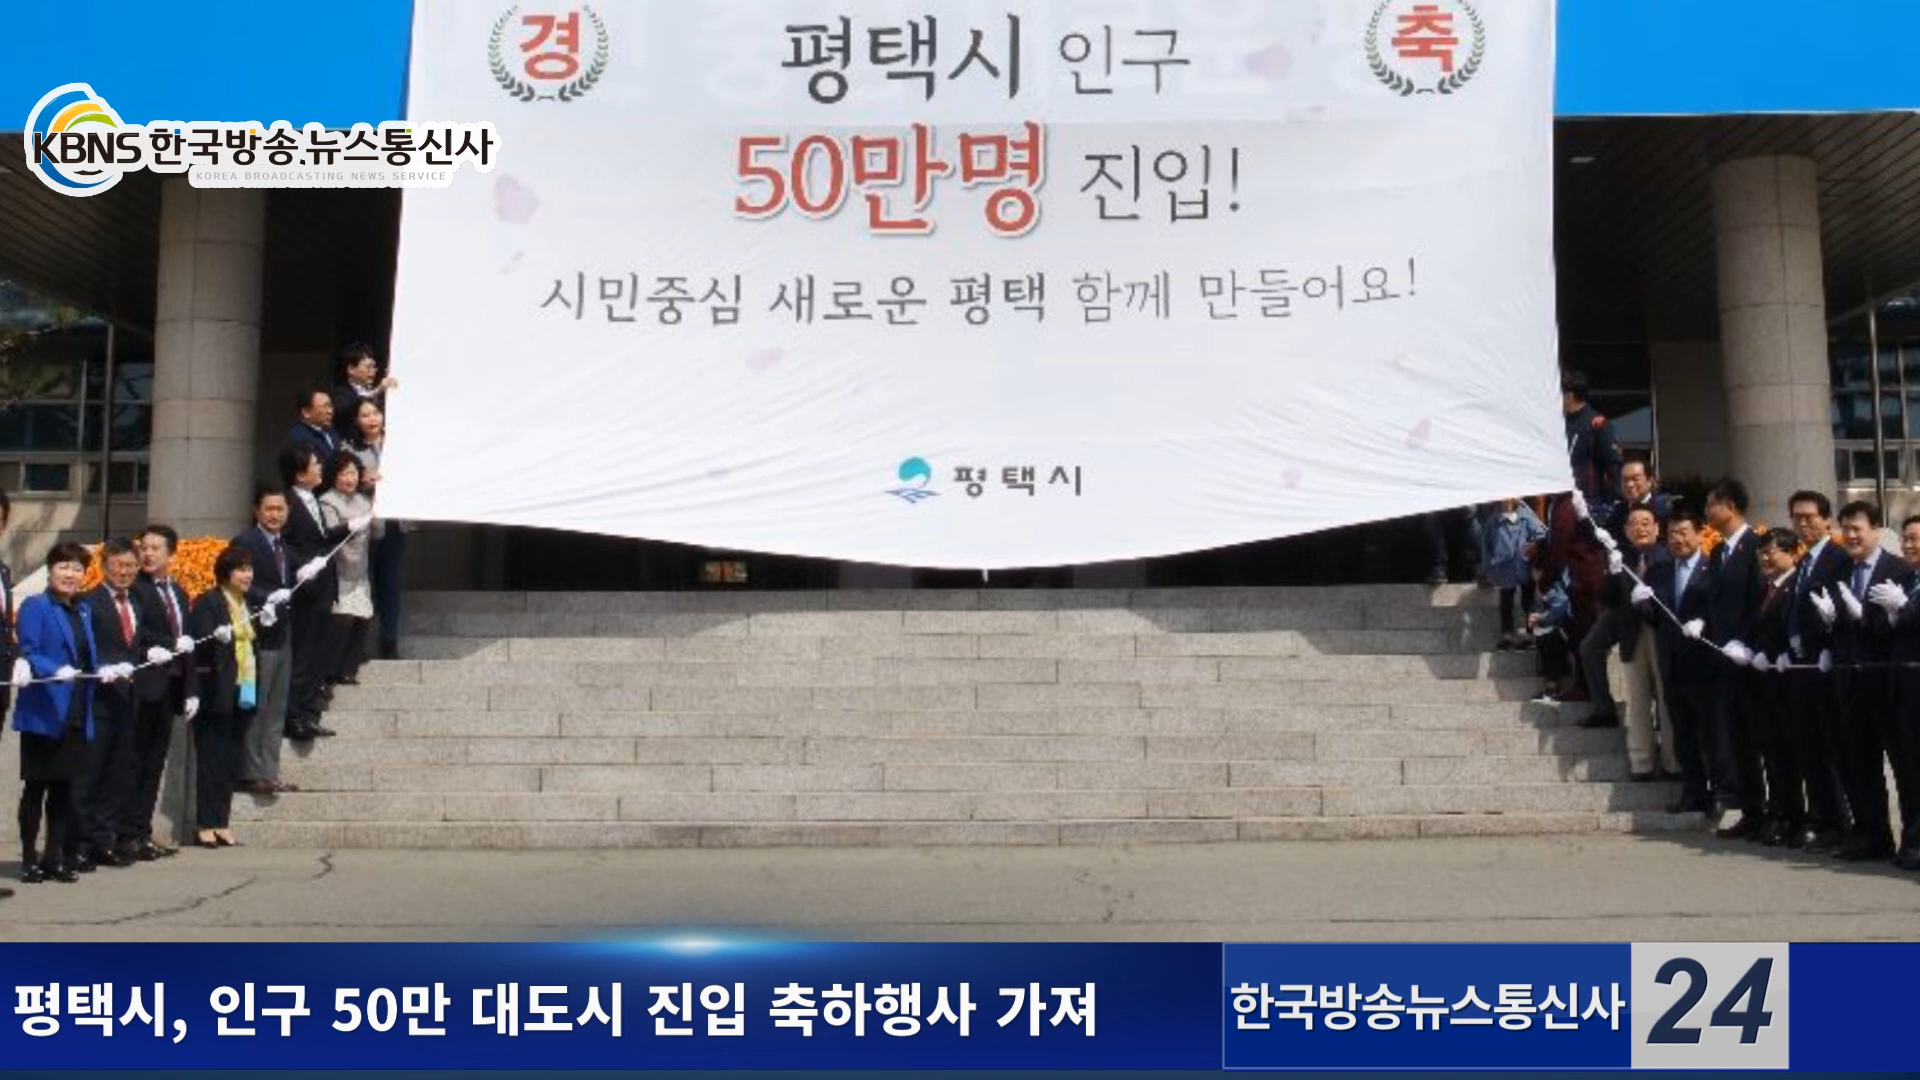 경 평택시 인구 축
50만명 진입!
시민중심 새로운 평택 함께 만들어요!
평택시
KBNS 한국방송.뉴스통신사
KOREA BROADCASTING NEWS SERVICE
평택시, 인구 50만 대도시 진입 축하행사 가져
한국방송뉴스통신사 24